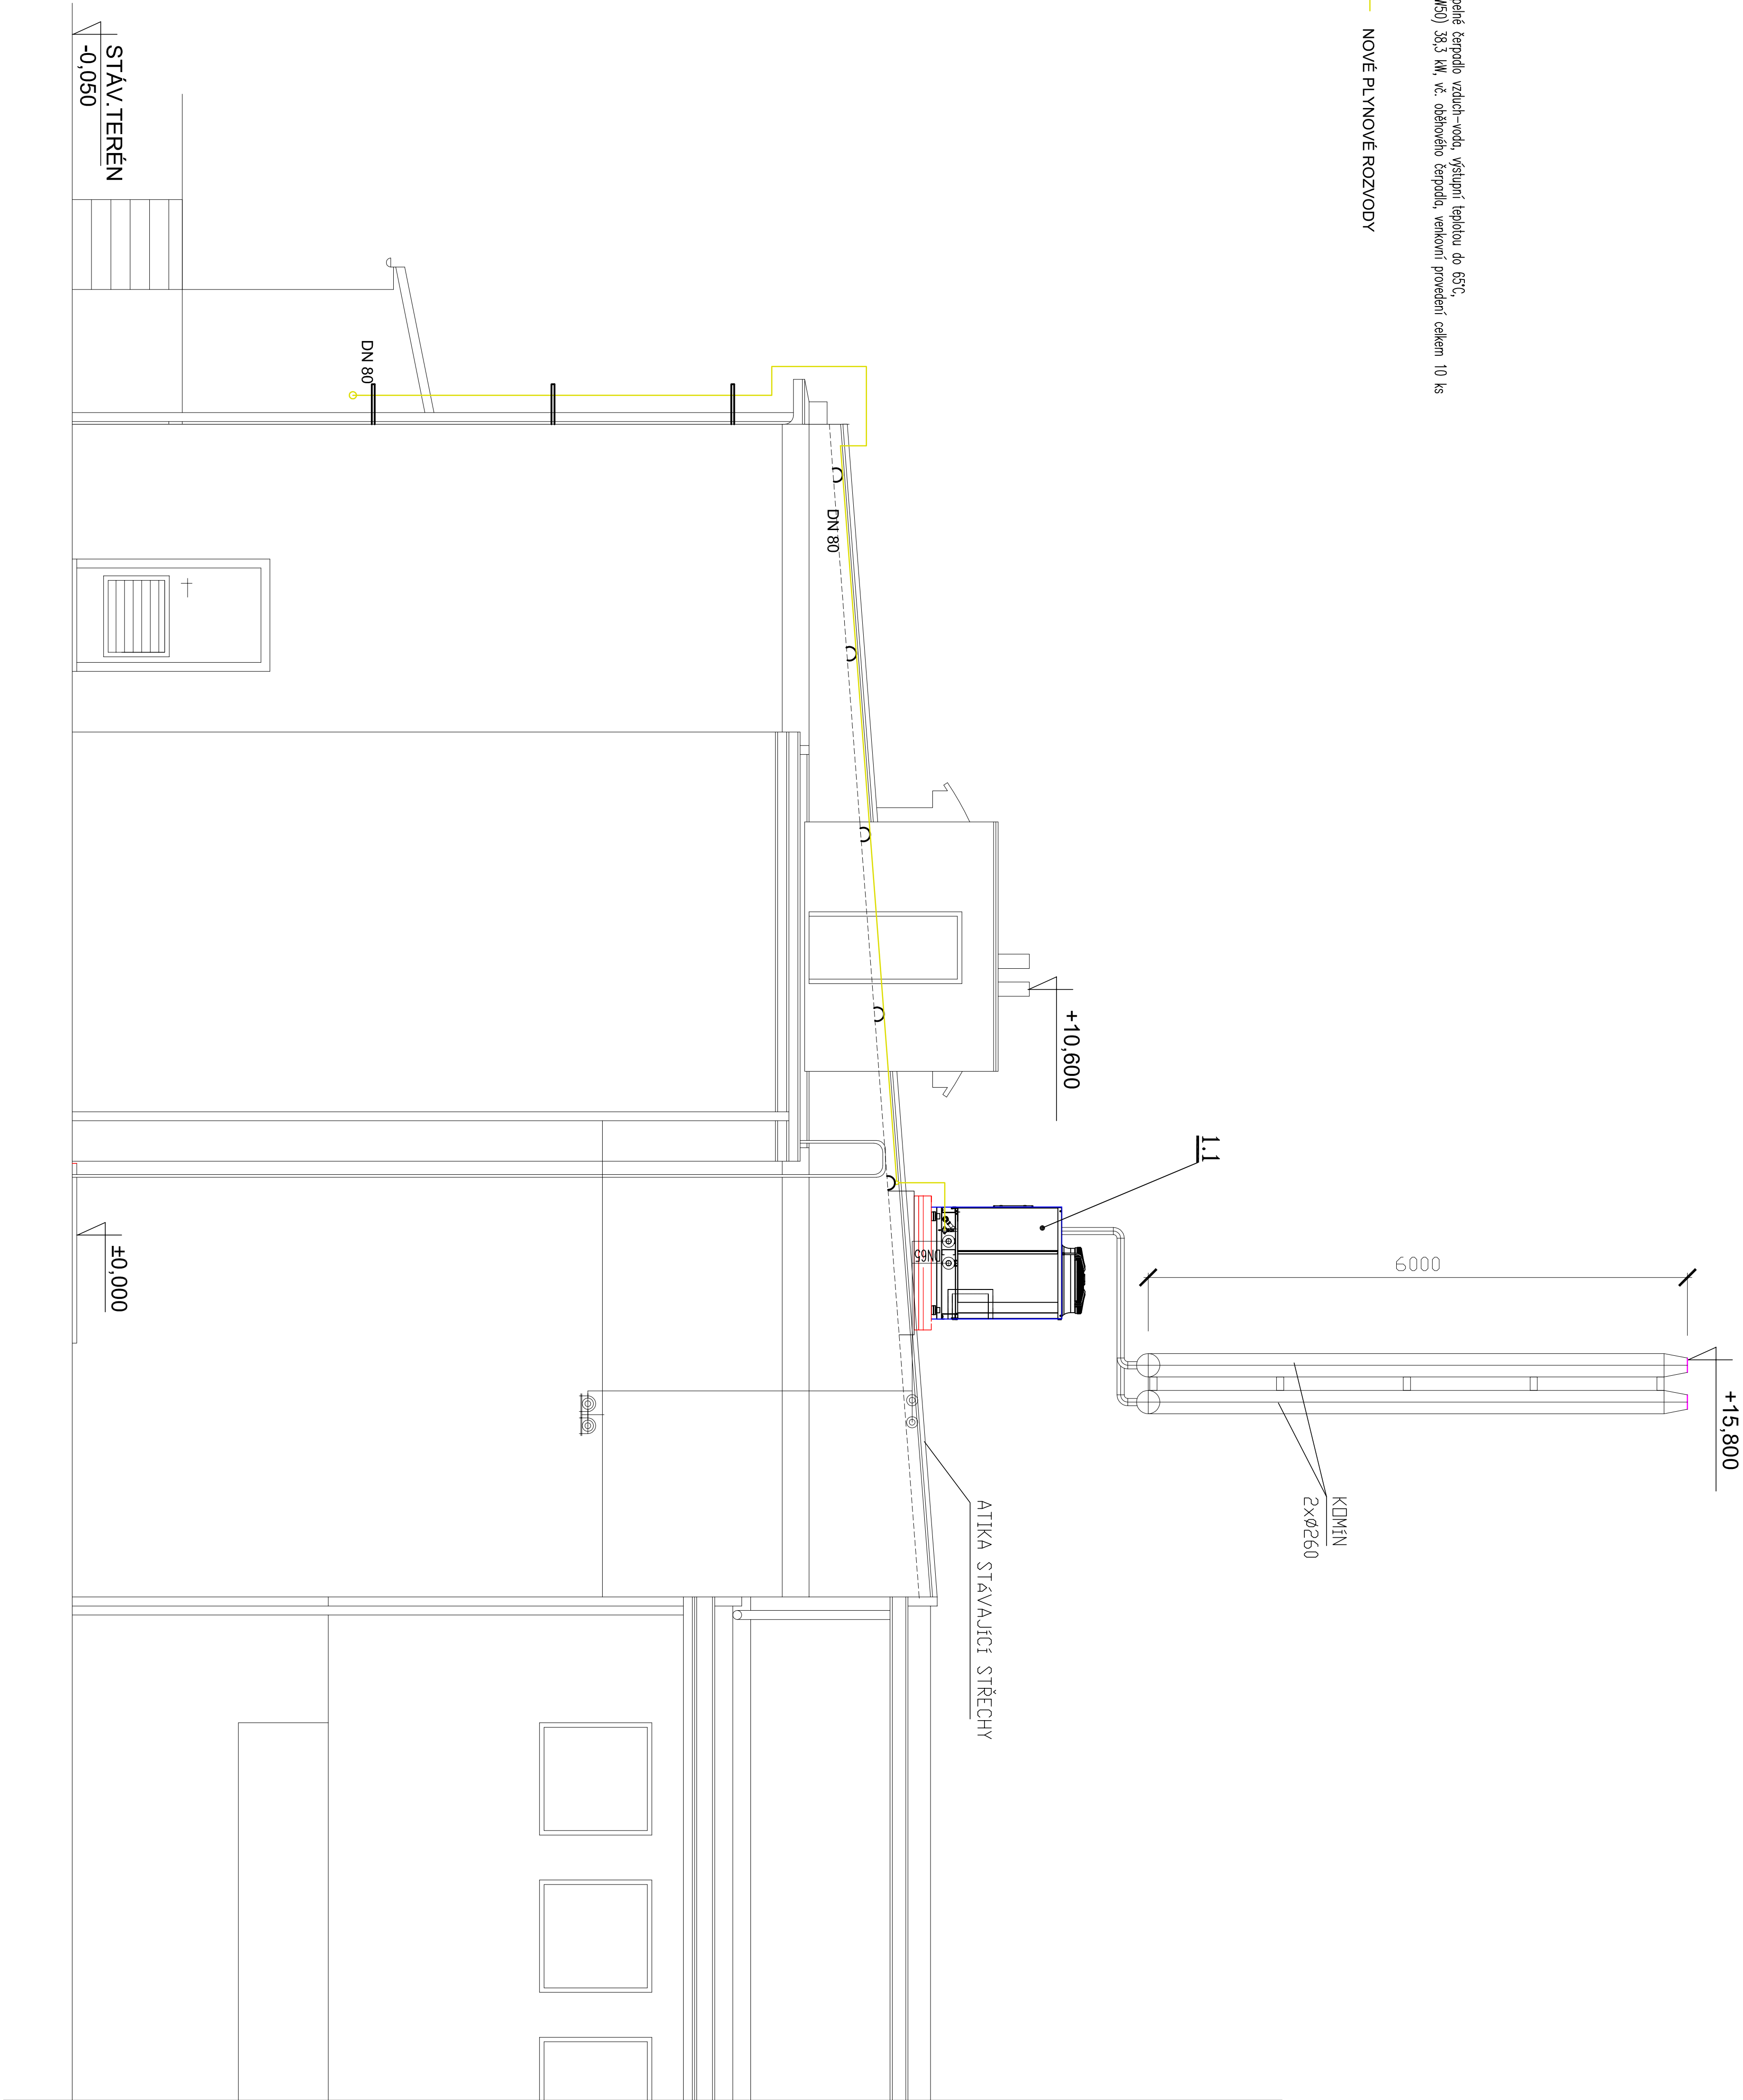 čerpadlo vzduch-voda, výstupní teplotou do 65°C,
38,3 kW, vč. oběhového čerpadla, venkovní provedení celkem 10 ks
NOVÉ PLYNOVÉ ROZVODY
+15,800
6000
KOMÍN
2xø260
1.1
+10,600
ATIKA STÁVAJÍCÍ STŘECHY
DN65
DN 80
DN 80
STÁV.TERÉN
-0,050
±0,000